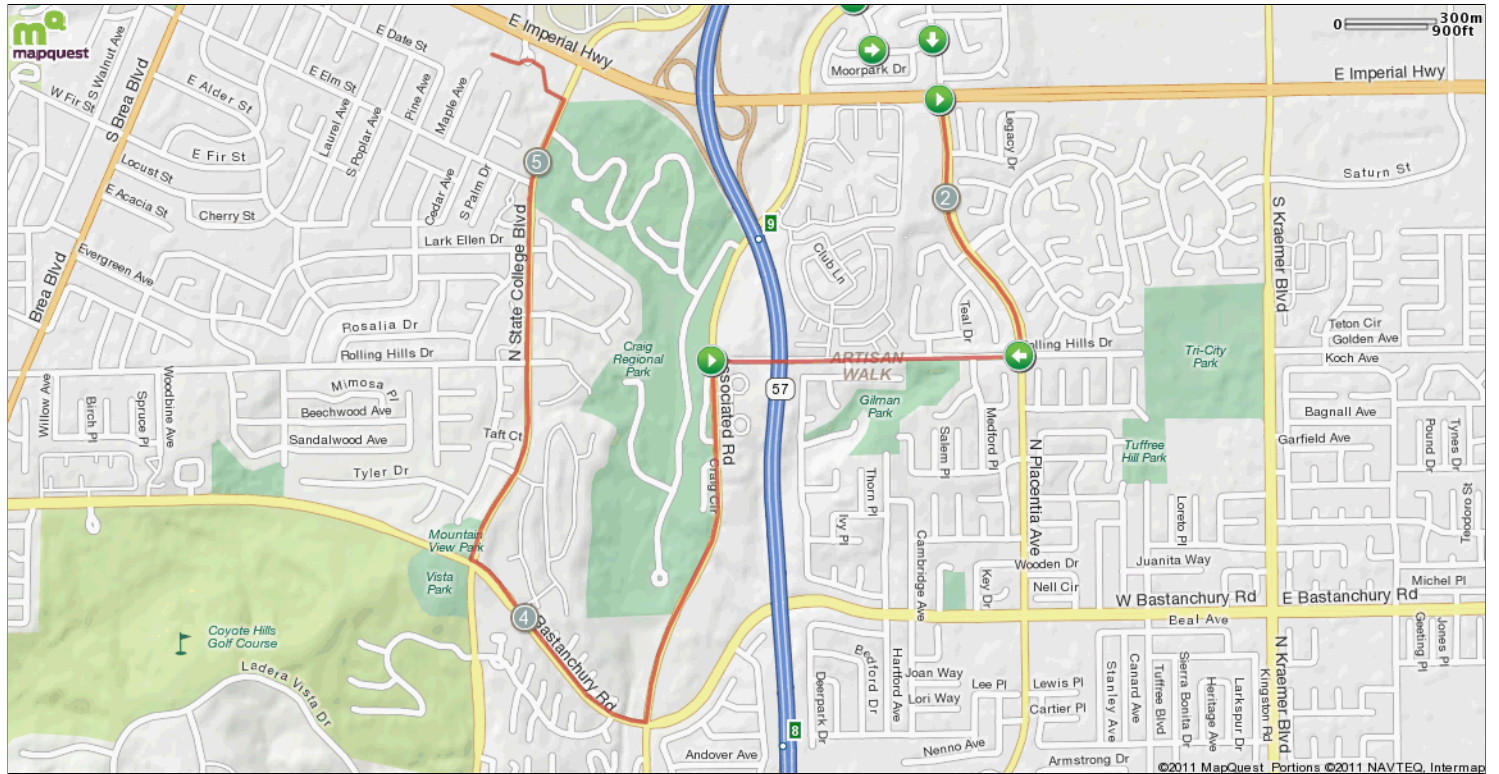 mQ
mapquest
0 300m
900ft
E Imperial Hwy
E Date St
S Walnut Ave
Moorpark Dr
E Imperial Hwy
E Elm St
W Fir St
E Alder St
S Brea Blvd
Pine Ave
Maple Ave
Laurel Ave
S Poplar Ave
Legacy Dr
E Fir St
Locust St
5
Saturn St
E Acacia St
Cedar Ave
S Palm Dr
2
Cherry St
9
S Kraemer Blvd
Lark Ellen Dr
N State College Blvd
Evergreen Ave
Club Ln
Brea Blvd
Teal Dr
Rosalia Dr
Teton Cir
Golden Ave
Rolling Hills Dr
Craig
Regional
Park
ARTISAN
WALK
olling Hills Dr
Tri-City
Park
Koch Ave
57
Mimosa Pl
Willow Ave
Birch Pl
Spruce Pl
Woodbine Ave
Beechwood Ave
ssociated Rd
Gilman
Park
Bagnall Ave
Sandalwood Ave
Taft Ct
Salem Pl
Medford Pl
Tuffree
Hill Park
Garfield Ave
Pound Dr
Tynes Dr
Tyler Dr
Craig Cir
Thorn Pl
N Placentia Ave
Loreto Pl
Teodoro St
Ivy Pl
Mountain
View Park
Cambridge Ave
Wooden Dr
Juanita Way
Vista
Park
Key Dr
Nell Cir
Michel Pl
4
W Bastanchury Rd
E Bastanchury Rd
Beal Ave
Bastanchury Rd
Coyote Hills
Golf Course
Ladera Vista Dr
Bedford Dr
Hartford Ave
Deerpark Dr
Joan Way
Lee Pl
Lewis Pl
Lori Way
Cartier Pl
Stanley Ave
Canard Ave
Tuffree Blvd
Sierra Bonita Dr
Heritage Ave
Larkspur Dr
Kingston Rd
N Kraemer Blvd
Geeting Pl
Jones Pl
8
Andover Ave
Nenno Ave
Armstrong Dr
©2011 MapQuest Portions ©2011 NAVTEQ, Intermap